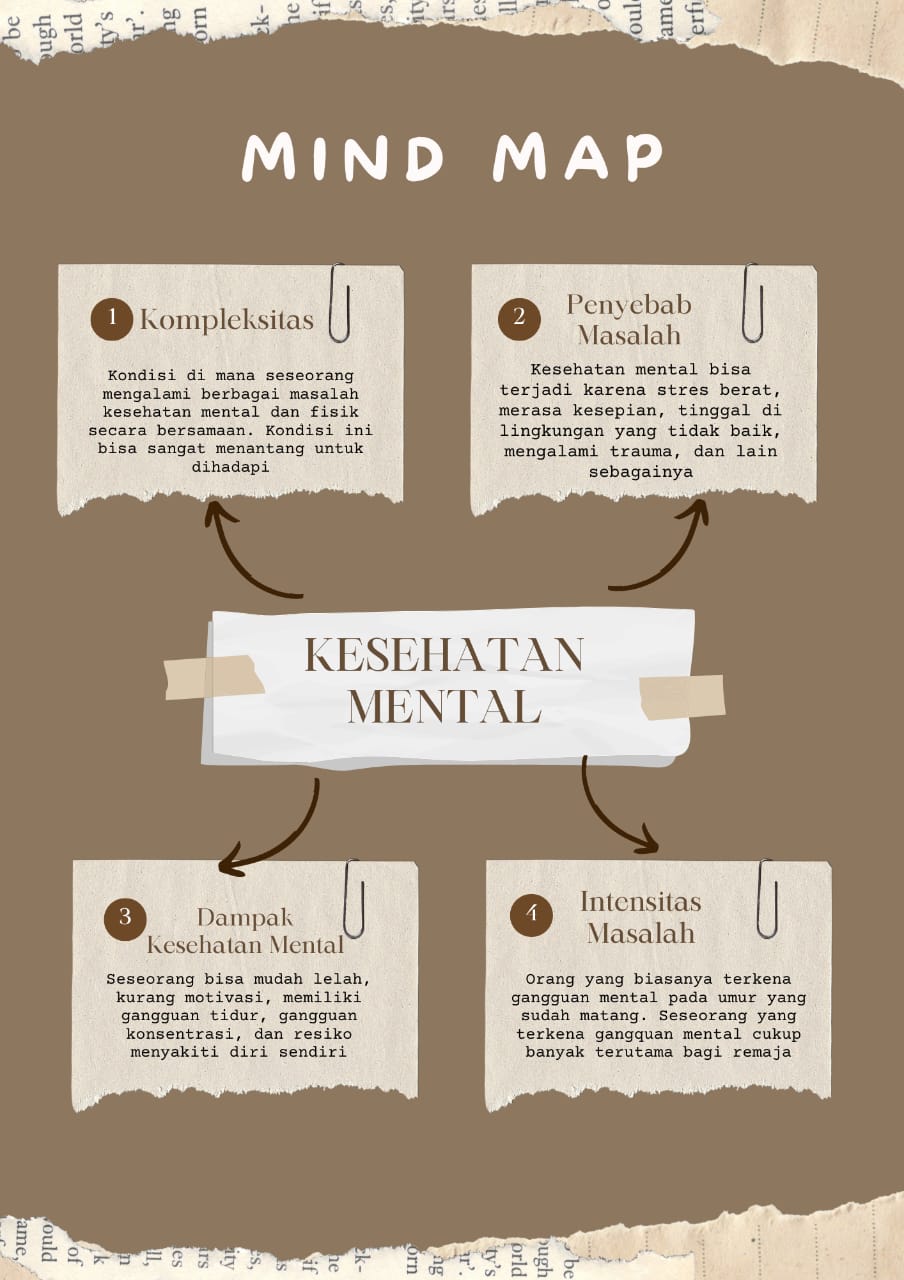 MIND MAP
1
Kompleksitas
Kondisi di mana seseorang
mengalami berbagai masalah
kesehatan mental dan fisik
secara bersamaan. Kondisi ini
bisa sangat menantang untuk
dihadapi
2
Penyebab
Masalah
Kesehatan mental bisa
terjadi karena stres berat,
merasa kesepian, tinggal di
lingkungan yang tidak baik,
mengalami trauma, dan lain
sebagainya
KESEHATAN
MENTAL
3
Dampak
Kesehatan Mental
Seseorang bisa mudah lelah,
kurang motivasi, memiliki
gangguan tidur, gangguan
konsentrasi, dan resiko
menyakiti diri sendiri
4
Intensitas
Masalah
Orang yang biasanya terkena
gangguan mental pada umur yang
sudah matang. Seseorang yang
terkena gangquan mental cukup
banyak terutama bagi remaja